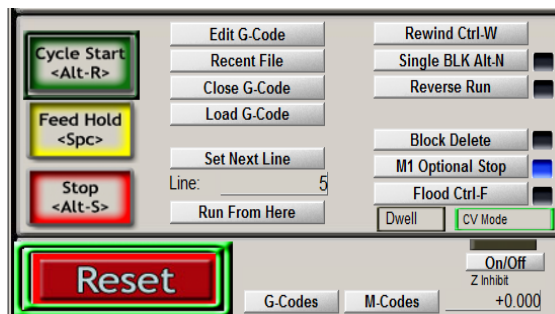 Cycle Start
<Alt-R>
Feed Hold
<Spc>
Stop
<Alt-S>
Edit G-Code
Recent File
Close G-Code
Load G-Code
Set Next Line
Line: 5
Run From Here
Rewind Ctrl-W
Single BLK Alt-N
Reverse Run
Block Delete
M1 Optional Stop
Flood Ctrl-F
Dwell
CV Mode
Reset
G-Codes
M-Codes
On/Off
Z Inhibit
+0.000